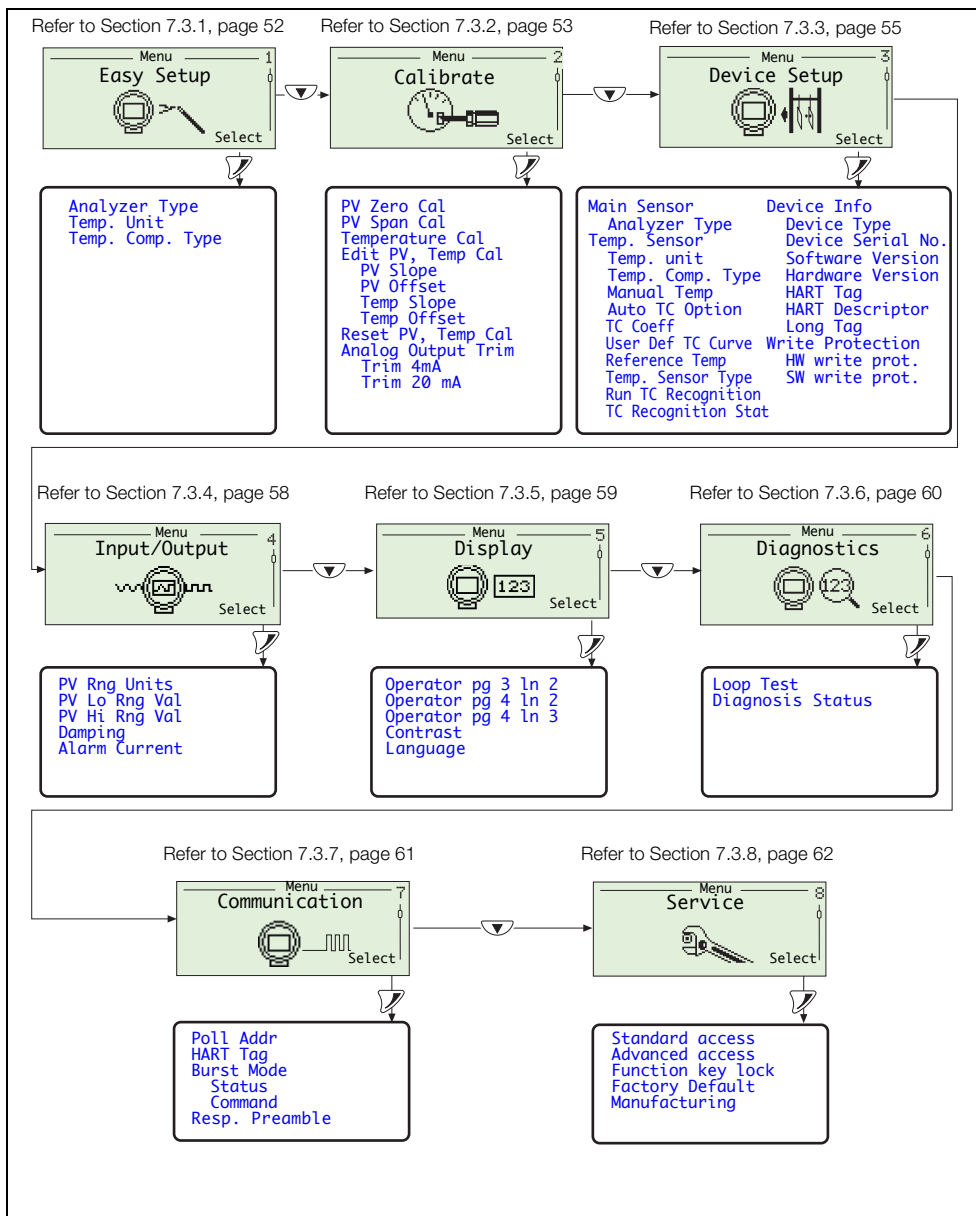 Refer to Section 7.3.1, page 52
Refer to Section 7.3.2, page 53
Refer to Section 7.3.3, page 55
Menu
1
Easy Setup
Select
Menu
2
Calibrate
Select
Menu
3
Device Setup
Select
Analyzer Type
Temp. Unit
Temp. Comp. Type
PV Zero Cal
PV Span Cal
Temperature Cal
Edit PV, Temp Cal
PV Slope
PV Offset
Temp Slope
Temp Offset
Reset PV, Temp Cal
Analog Output Trim
Trim 4mA
Trim 20 mA
Main Sensor
Analyzer Type
Temp. Sensor
Temp. unit
Temp. Comp. Type
Manual Temp
Auto TC Option
TC Coeff
User Def TC Curve
Reference Temp
Temp. Sensor Type
Run TC Recognition
TC Recognition Stat
Device Info
Device Type
Device Serial No.
Software Version
Hardware Version
HART Tag
HART Descriptor
Long Tag
Write Protection
HW write prot.
SW write prot.
Refer to Section 7.3.4, page 58
Refer to Section 7.3.5, page 59
Refer to Section 7.3.6, page 60
Menu
4
Input/Output
Select
Menu
5
Display
123
Select
Menu
6
Diagnostics
123
Select
PV Rng Units
PV Lo Rng Val
PV Hi Rng Val
Damping
Alarm Current
Operator pg 3 ln 2
Operator pg 4 ln 2
Operator pg 4 ln 3
Contrast
Language
Loop Test
Diagnosis Status
Refer to Section 7.3.7, page 61
Refer to Section 7.3.8, page 62
Menu
7
Communication
Select
Menu
8
Service
Select
Poll Addr
HART Tag
Burst Mode
Status
Command
Resp. Preamble
Standard access
Advanced access
Function key lock
Factory Default
Manufacturing